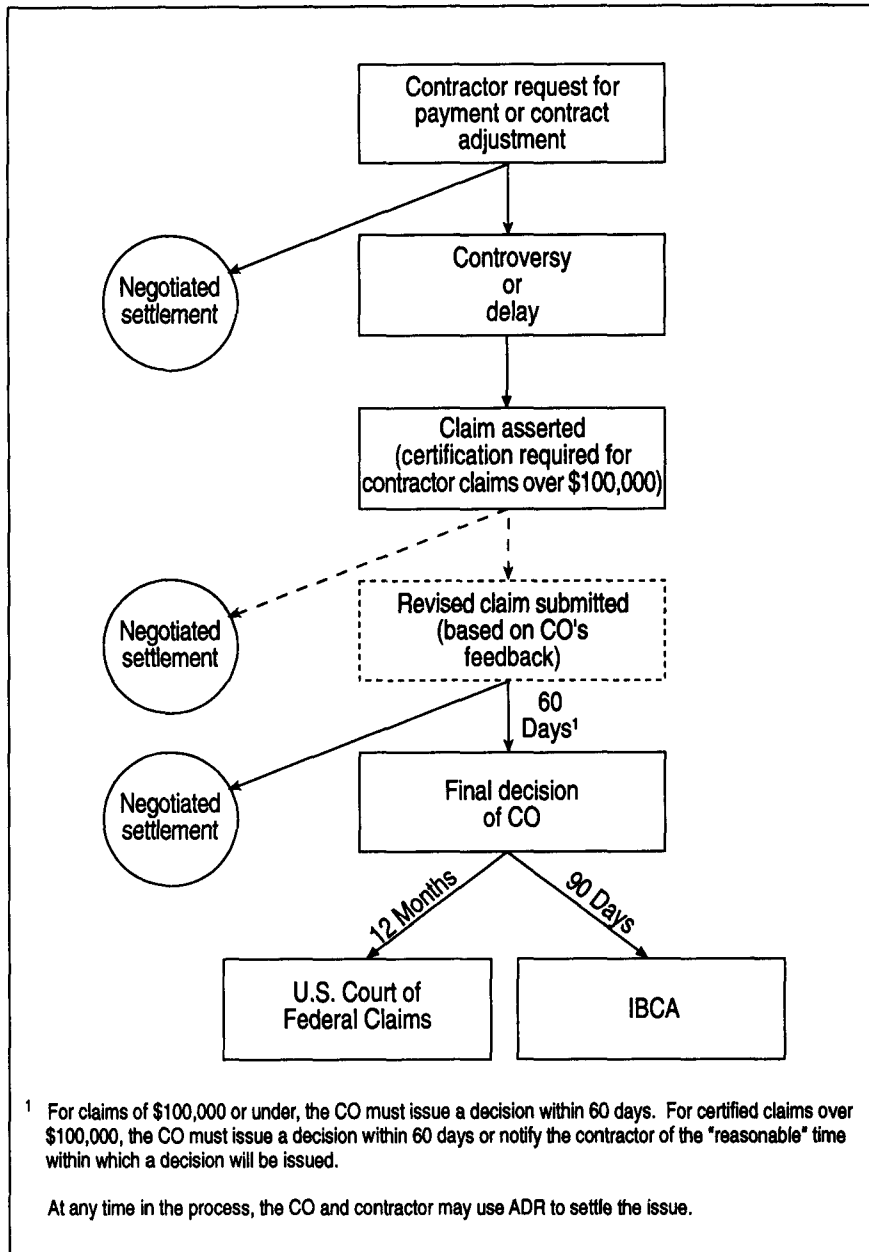 Contractor request for
payment or contract
adjustment
Negotiated
settlement
Controversy
or
delay
Claim asserted
(certification required for
contractor claims over $100,000)
Negotiated
settlement
Revised claim submitted
(based on CO's
feedback)
60
Days¹
Negotiated
settlement
Final decision
of CO
12 Months
90 Days
U.S. Court of
Federal Claims
IBCA
¹ For claims of $100,000 or under, the CO must issue a decision within 60 days. For certified claims over
$100,000, the CO must issue a decision within 60 days or notify the contractor of the "reasonable" time
within which a decision will be issued.
At any time in the process, the CO and contractor may use ADR to settle the issue.